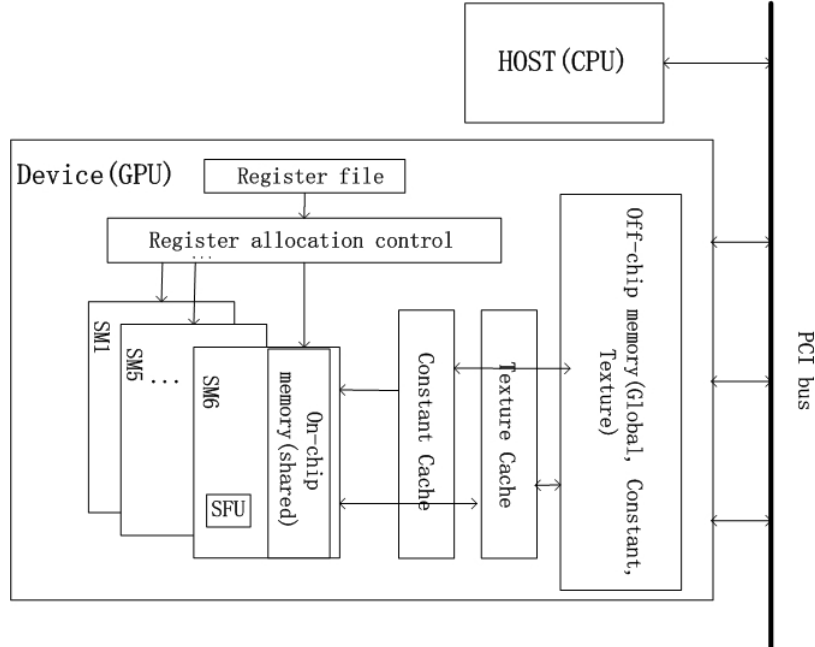 HOST(CPU)
Device(GPU)
Register file
Register allocation control
...
SM1
SM5
...
SM6
SFU
On-chip
memory(shared)
Constant Cache
Texture Cache
Off-chip memory(Global, Constant,
Texture)
PCI bus